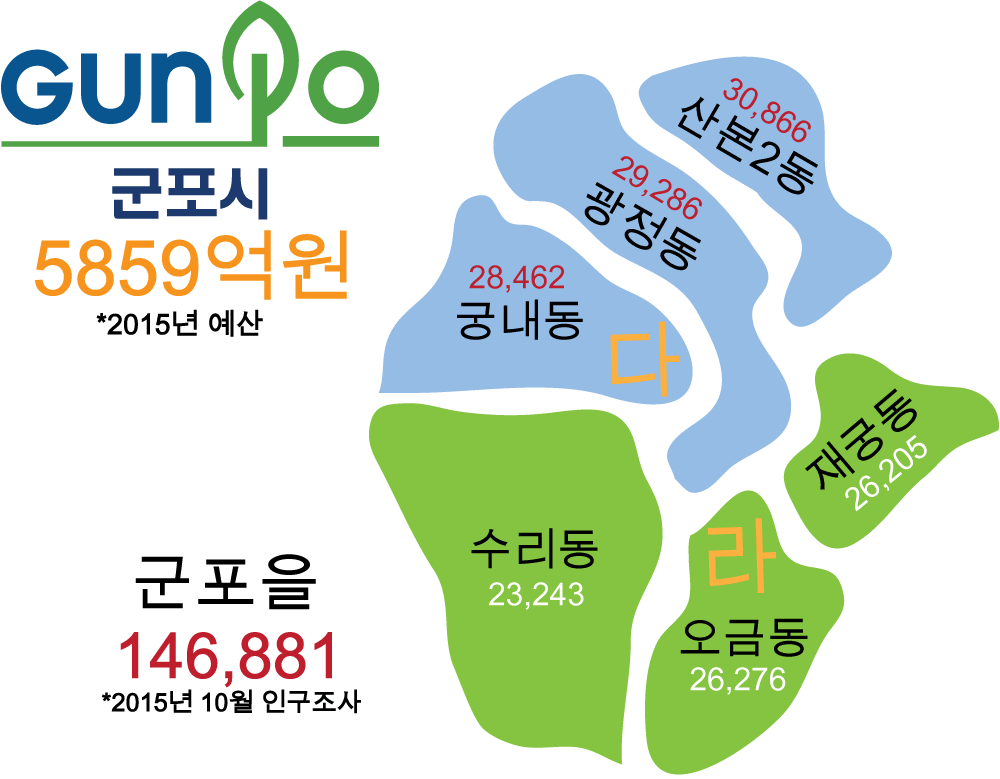 GUNPO
군포시
5859억원
*2015년 예산
30,866
산본2동
29,286
광정동
28,462
궁내동
다
재궁동
26,205
수리동
23,243
라
오금동
26,276
군포을
146,881
*2015년 10월 인구조사